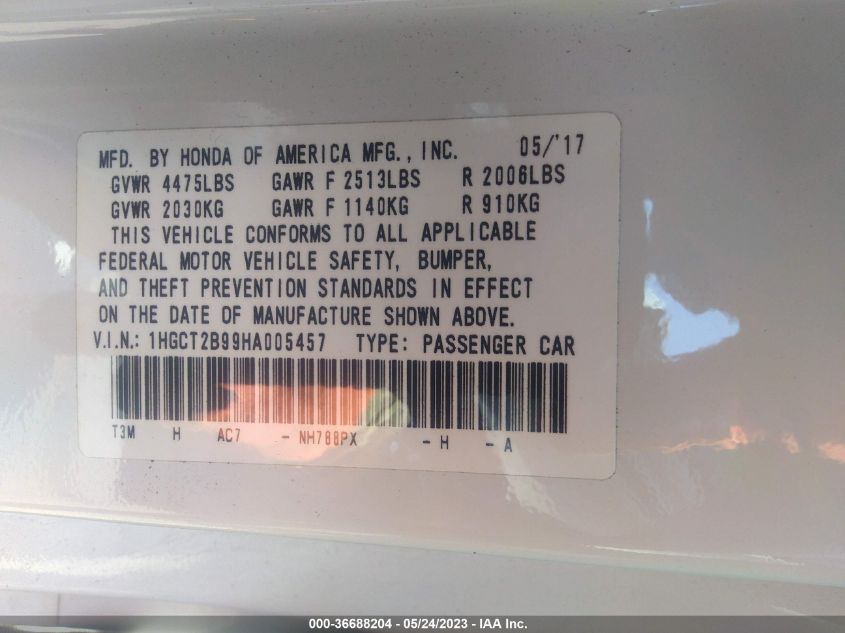 MFD. BY HONDA OF AMERICA MFG., INC. 05/'17
GVWR 4475LBS GAWR F 2513LBS R 2006LBS
GVWR 2030KG GAWR F 1140KG R 910KG
THIS VEHICLE CONFORMS TO ALL APPLICABLE
FEDERAL MOTOR VEHICLE SAFETY, BUMPER,
AND THEFT PREVENTION STANDARDS IN EFFECT
ON THE DATE OF MANUFACTURE SHOWN ABOVE.
V.I.N.: 1HGCT2B99HA005457 TYPE: PASSENGER CAR
T3M H AC7 - NH788PX - H - A
000-36688204 - 05/24/2023 - IAA Inc.